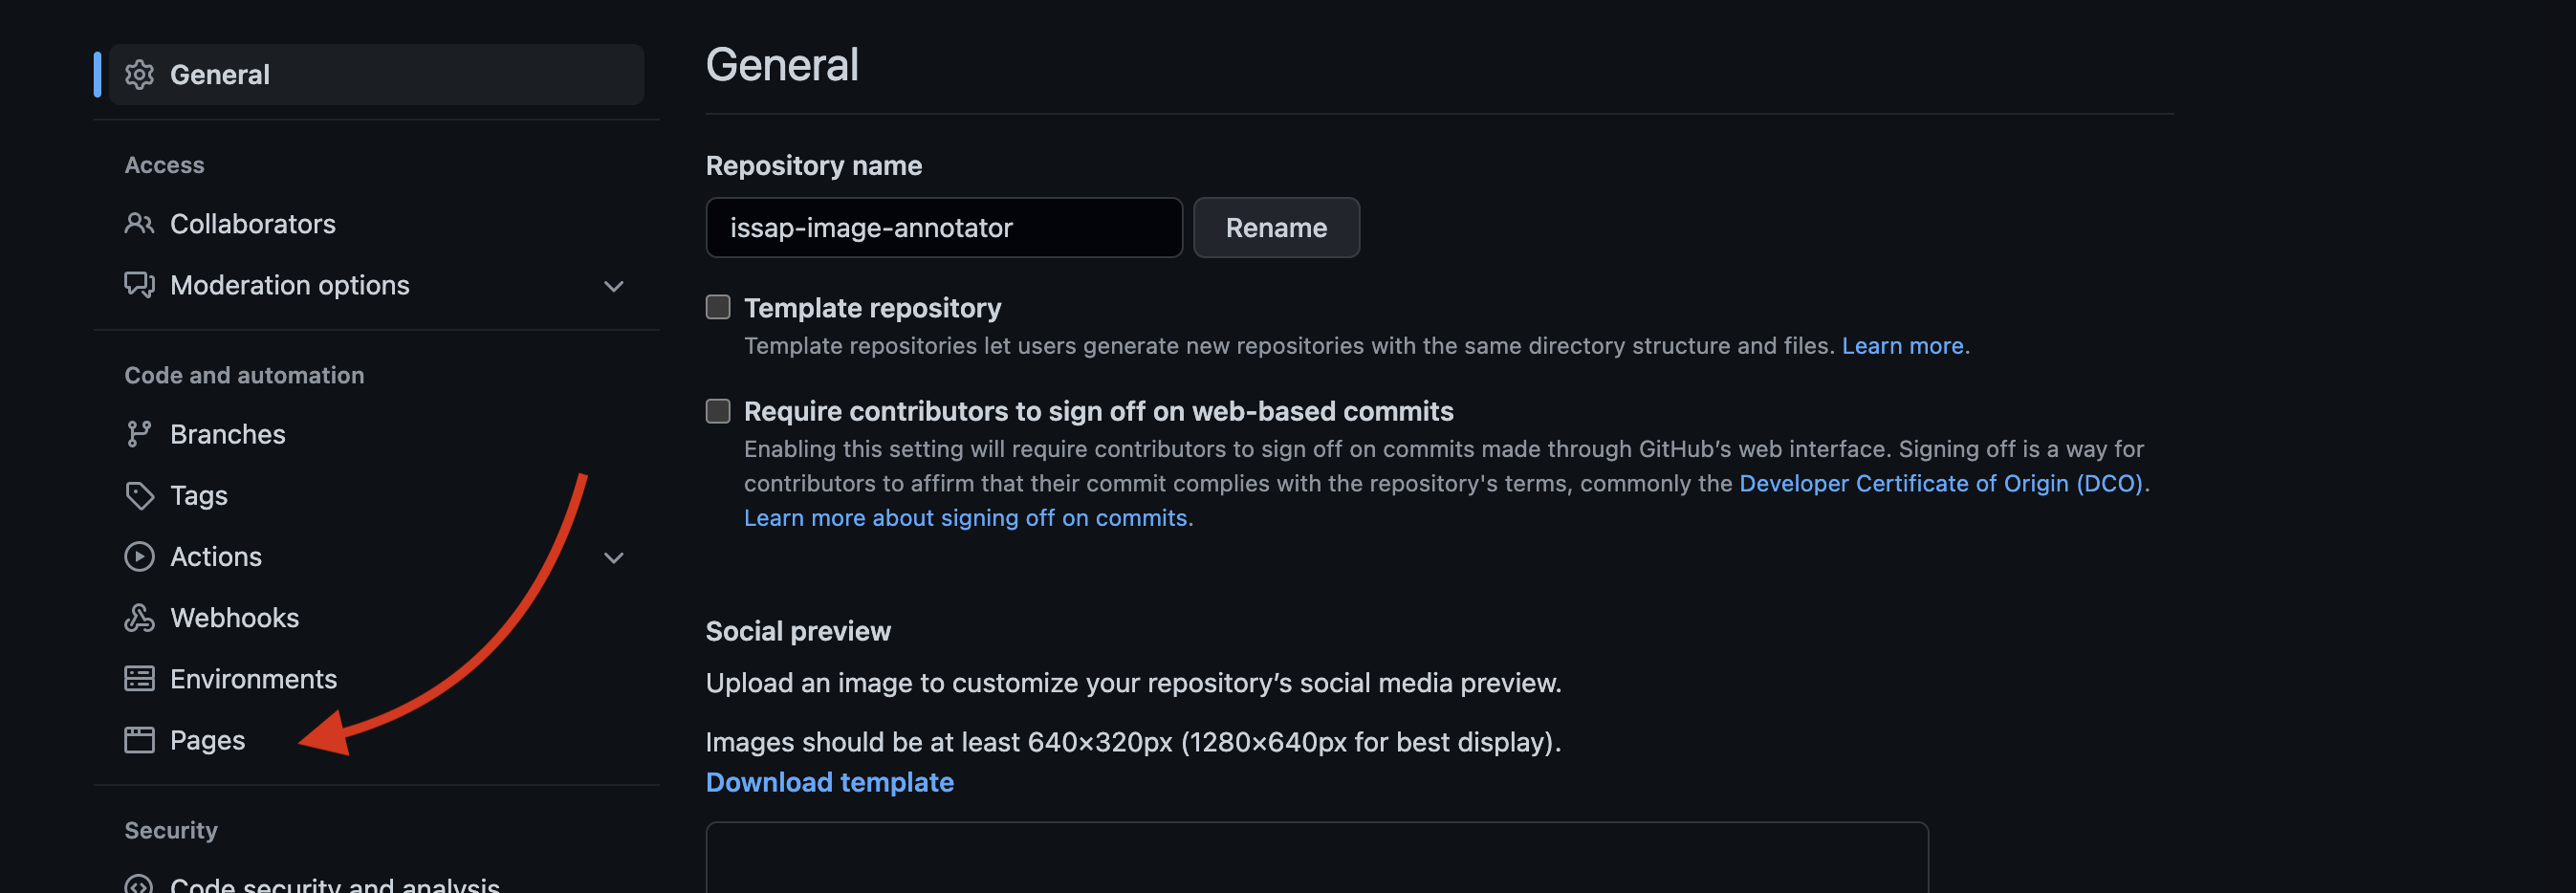 General
Access
Collaborators
Moderation options
Code and automation
Branches
Tags
Actions
Webhooks
Environments
Pages
Security
Code security and analysis
General
Repository name
issap-image-annotator
Rename
Template repository
Template repositories let users generate new repositories with the same directory structure and files. Learn more.
Require contributors to sign off on web-based commits
Enabling this setting will require contributors to sign off on commits made through GitHub’s web interface. Signing off is a way for
contributors to affirm that their commit complies with the repository's terms, commonly the Developer Certificate of Origin (DCO).
Learn more about signing off on commits.
Social preview
Upload an image to customize your repository’s social media preview.
Images should be at least 640×320px (1280×640px for best display).
Download template